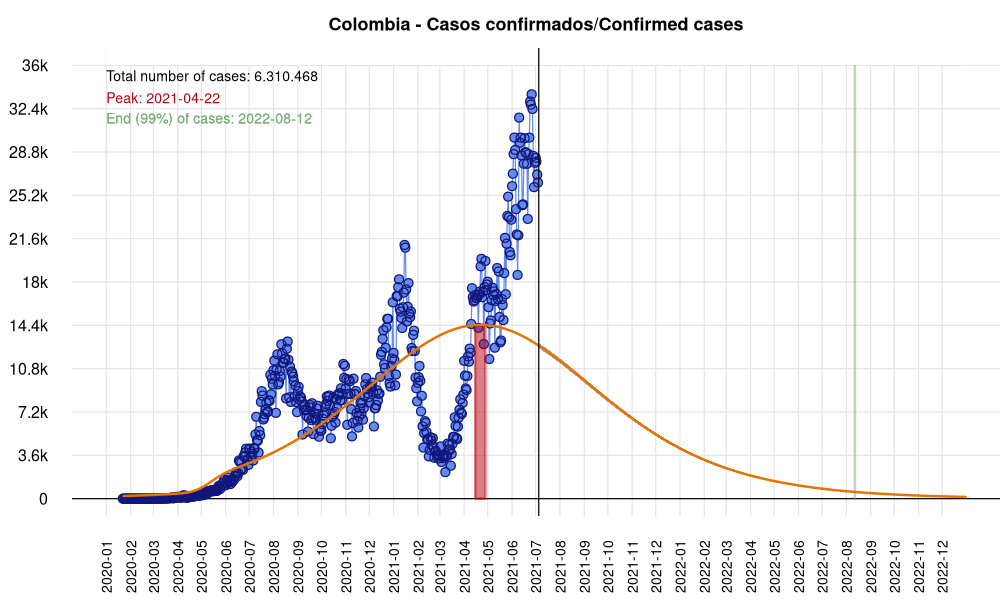 Colombia - Casos confirmados/Confirmed cases
36k
Total number of cases: 6.310.468
Peak: 2021-04-22
32.4k
End (99%) of cases: 2022-08-12
28.8k
25.2k
21.6k
18k
14.4k
10.8k
7.2k
3.6k
0
2020-01
2020-02
2020-03
2020-04
2020-05
2020-06
2020-07
2020-08
2020-09
2020-10
2020-11
2020-12
2021-01
2021-02
2021-03
2021-04
2021-05
2021-06
2021-07
2021-08
2021-09
2021-10
2021-11
2021-12
2022-01
2022-02
2022-03
2022-04
2022-05
2022-06
2022-07
2022-08
2022-09
2022-10
2022-11
2022-12